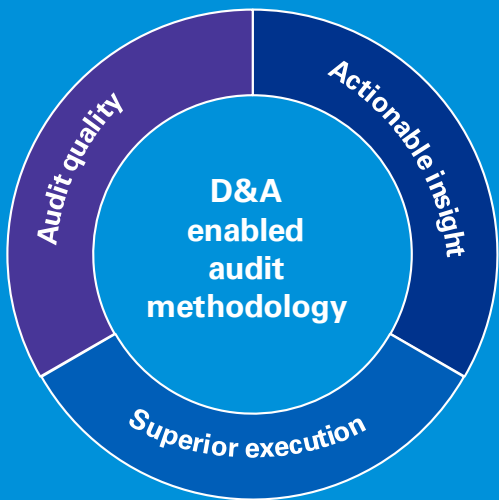 Audit quality
Actionable insight
D&A
enabled
audit
methodology
Superior execution